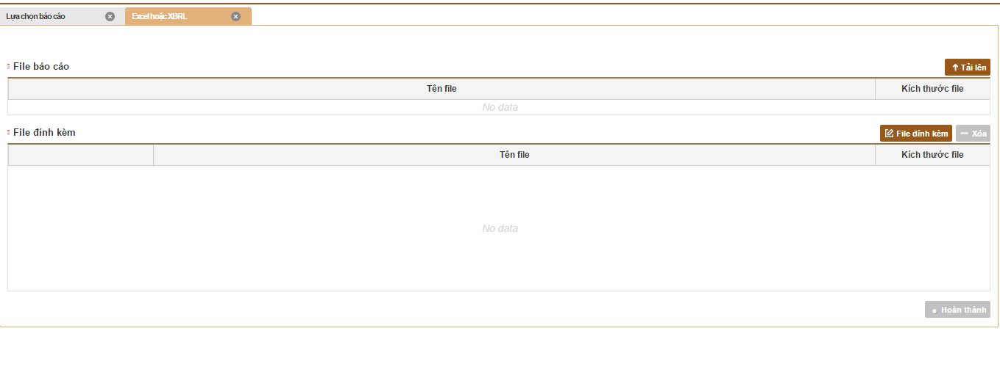 Lựa chọn báo cáo
Excel hoặc XBRL
File báo cáo
Tải lên
Tên file
Kích thước file
No data
File đính kèm
File đính kèm
Xóa
Tên file
Kích thước file
No data
Hoàn thành